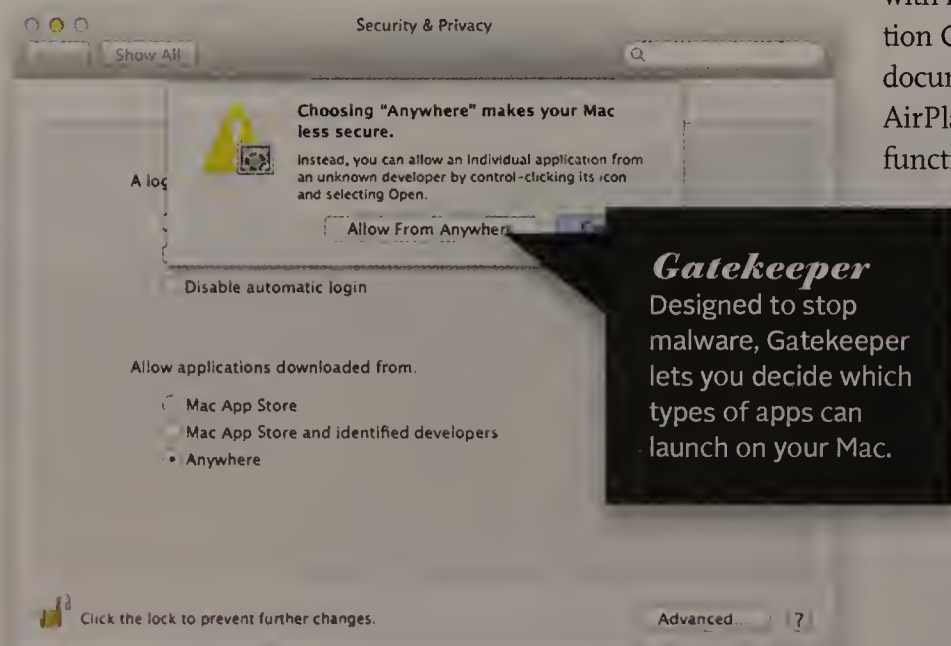 Security & Privacy
Show All
Choosing "Anywhere" makes your Mac
less secure.
Instead, you can allow an individual application from
an unknown developer by control-clicking its icon
and selecting Open.
Allow From Anywhere
Disable automatic login
Allow applications downloaded from:
Mac App Store
Mac App Store and identified developers
Anywhere
Click the lock to prevent further changes.
Advanced...
?
Gatekeeper
Designed to stop
malware, Gatekeeper
lets you decide which
types of apps can
launch on your Mac.